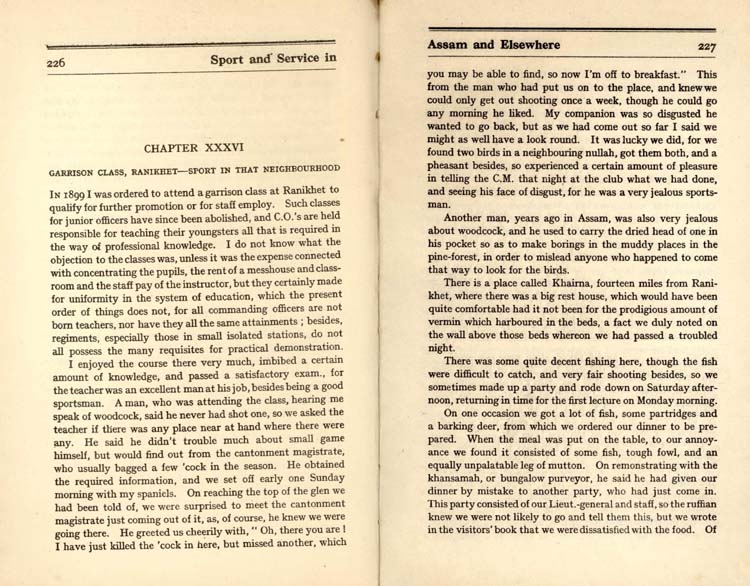 226 Sport and Service in
CHAPTER XXXVI
GARRISON CLASS, RANIKHET—SPORT IN THAT NEIGHBOURHOOD
IN 1899 I was ordered to attend a garrison class at Ranikhet to
qualify for further promotion or for staff employ. Such classes
for junior officers have since been abolished, and C.O.'s are held
responsible for teaching their youngsters all that is required in
the way of professional knowledge. I do not know what the
objection to the classes was, unless it was the expense connected
with concentrating the pupils, the rent of a messhouse and class-
room and the staff pay of the instructor, but they certainly made
for uniformity in the system of education, which the present
order of things does not, for all commanding officers are not
born teachers, nor have they all the same attainments ; besides,
regiments, especially those in small isolated stations, do not
all possess the many requisites for practical demonstration.
I enjoyed the course there very much, imbibed a certain
amount of knowledge, and passed a satisfactory exam., for
the teacher was an excellent man at his job, besides being a good
sportsman. A man, who was attending the class, hearing me
speak of woodcock, said he never had shot one, so we asked the
teacher if there was any place near at hand where there were
any. He said he didn't trouble much about small game
himself, but would find out from the cantonment magistrate,
who usually bagged a few 'cock in the season. He obtained
the required information, and we set off early one Sunday
morning with my spaniels. On reaching the top of the glen we
had been told of, we were surprised to meet the cantonment
magistrate just coming out of it, as, of course, he knew we were
going there. He greeted us cheerily with, " Oh, there you are !
I have just killed the 'cock in here, but missed another, which
Assam and Elsewhere 227
you may be able to find, so now I'm off to breakfast." This
from the man who had put us on to the place, and knew we
could only get out shooting once a week, though he could go
any morning he liked. My companion was so disgusted he
wanted to go back, but as we had come out so far I said we
might as well have a look round. It was lucky we did, for we
found two birds in a neighbouring nullah, got them both, and a
pheasant besides, so experienced a certain amount of pleasure
in telling the C.M. that night at the club what we had done,
and seeing his face of disgust, for he was a very jealous sports-
man.
Another man, years ago in Assam, was also very jealous
about woodcock, and he used to carry the dried head of one in
his pocket so as to make borings in the muddy places in the
pine-forest, in order to mislead anyone who happened to come
that way to look for the birds.
There is a place called Khairna, fourteen miles from Rani-
khet, where there was a big rest house, which would have been
quite comfortable had it not been for the prodigious amount of
vermin which harboured in the beds, a fact we duly noted on
the wall above those beds whereon we had passed a troubled
night.
There was some quite decent fishing here, though the fish
were difficult to catch, and very fair shooting besides, so we
sometimes made up a party and rode down on Saturday after-
noon, returning in time for the first lecture on Monday morning.
On one occasion we got a lot of fish, some partridges and
a barking deer, from which we ordered our dinner to be pre-
pared. When the meal was put on the table, to our annoy-
ance we found it consisted of some fish, tough fowl, and an
equally unpalatable leg of mutton. On remonstrating with the
khansamah, or bungalow purveyor, he said he had given our
dinner by mistake to another party, who had just come in.
This party consisted of our Lieut.-general and staff, so the ruffian
knew we were not likely to go and tell them this, but we wrote
in the visitors' book that we were dissatisfied with the food. Of